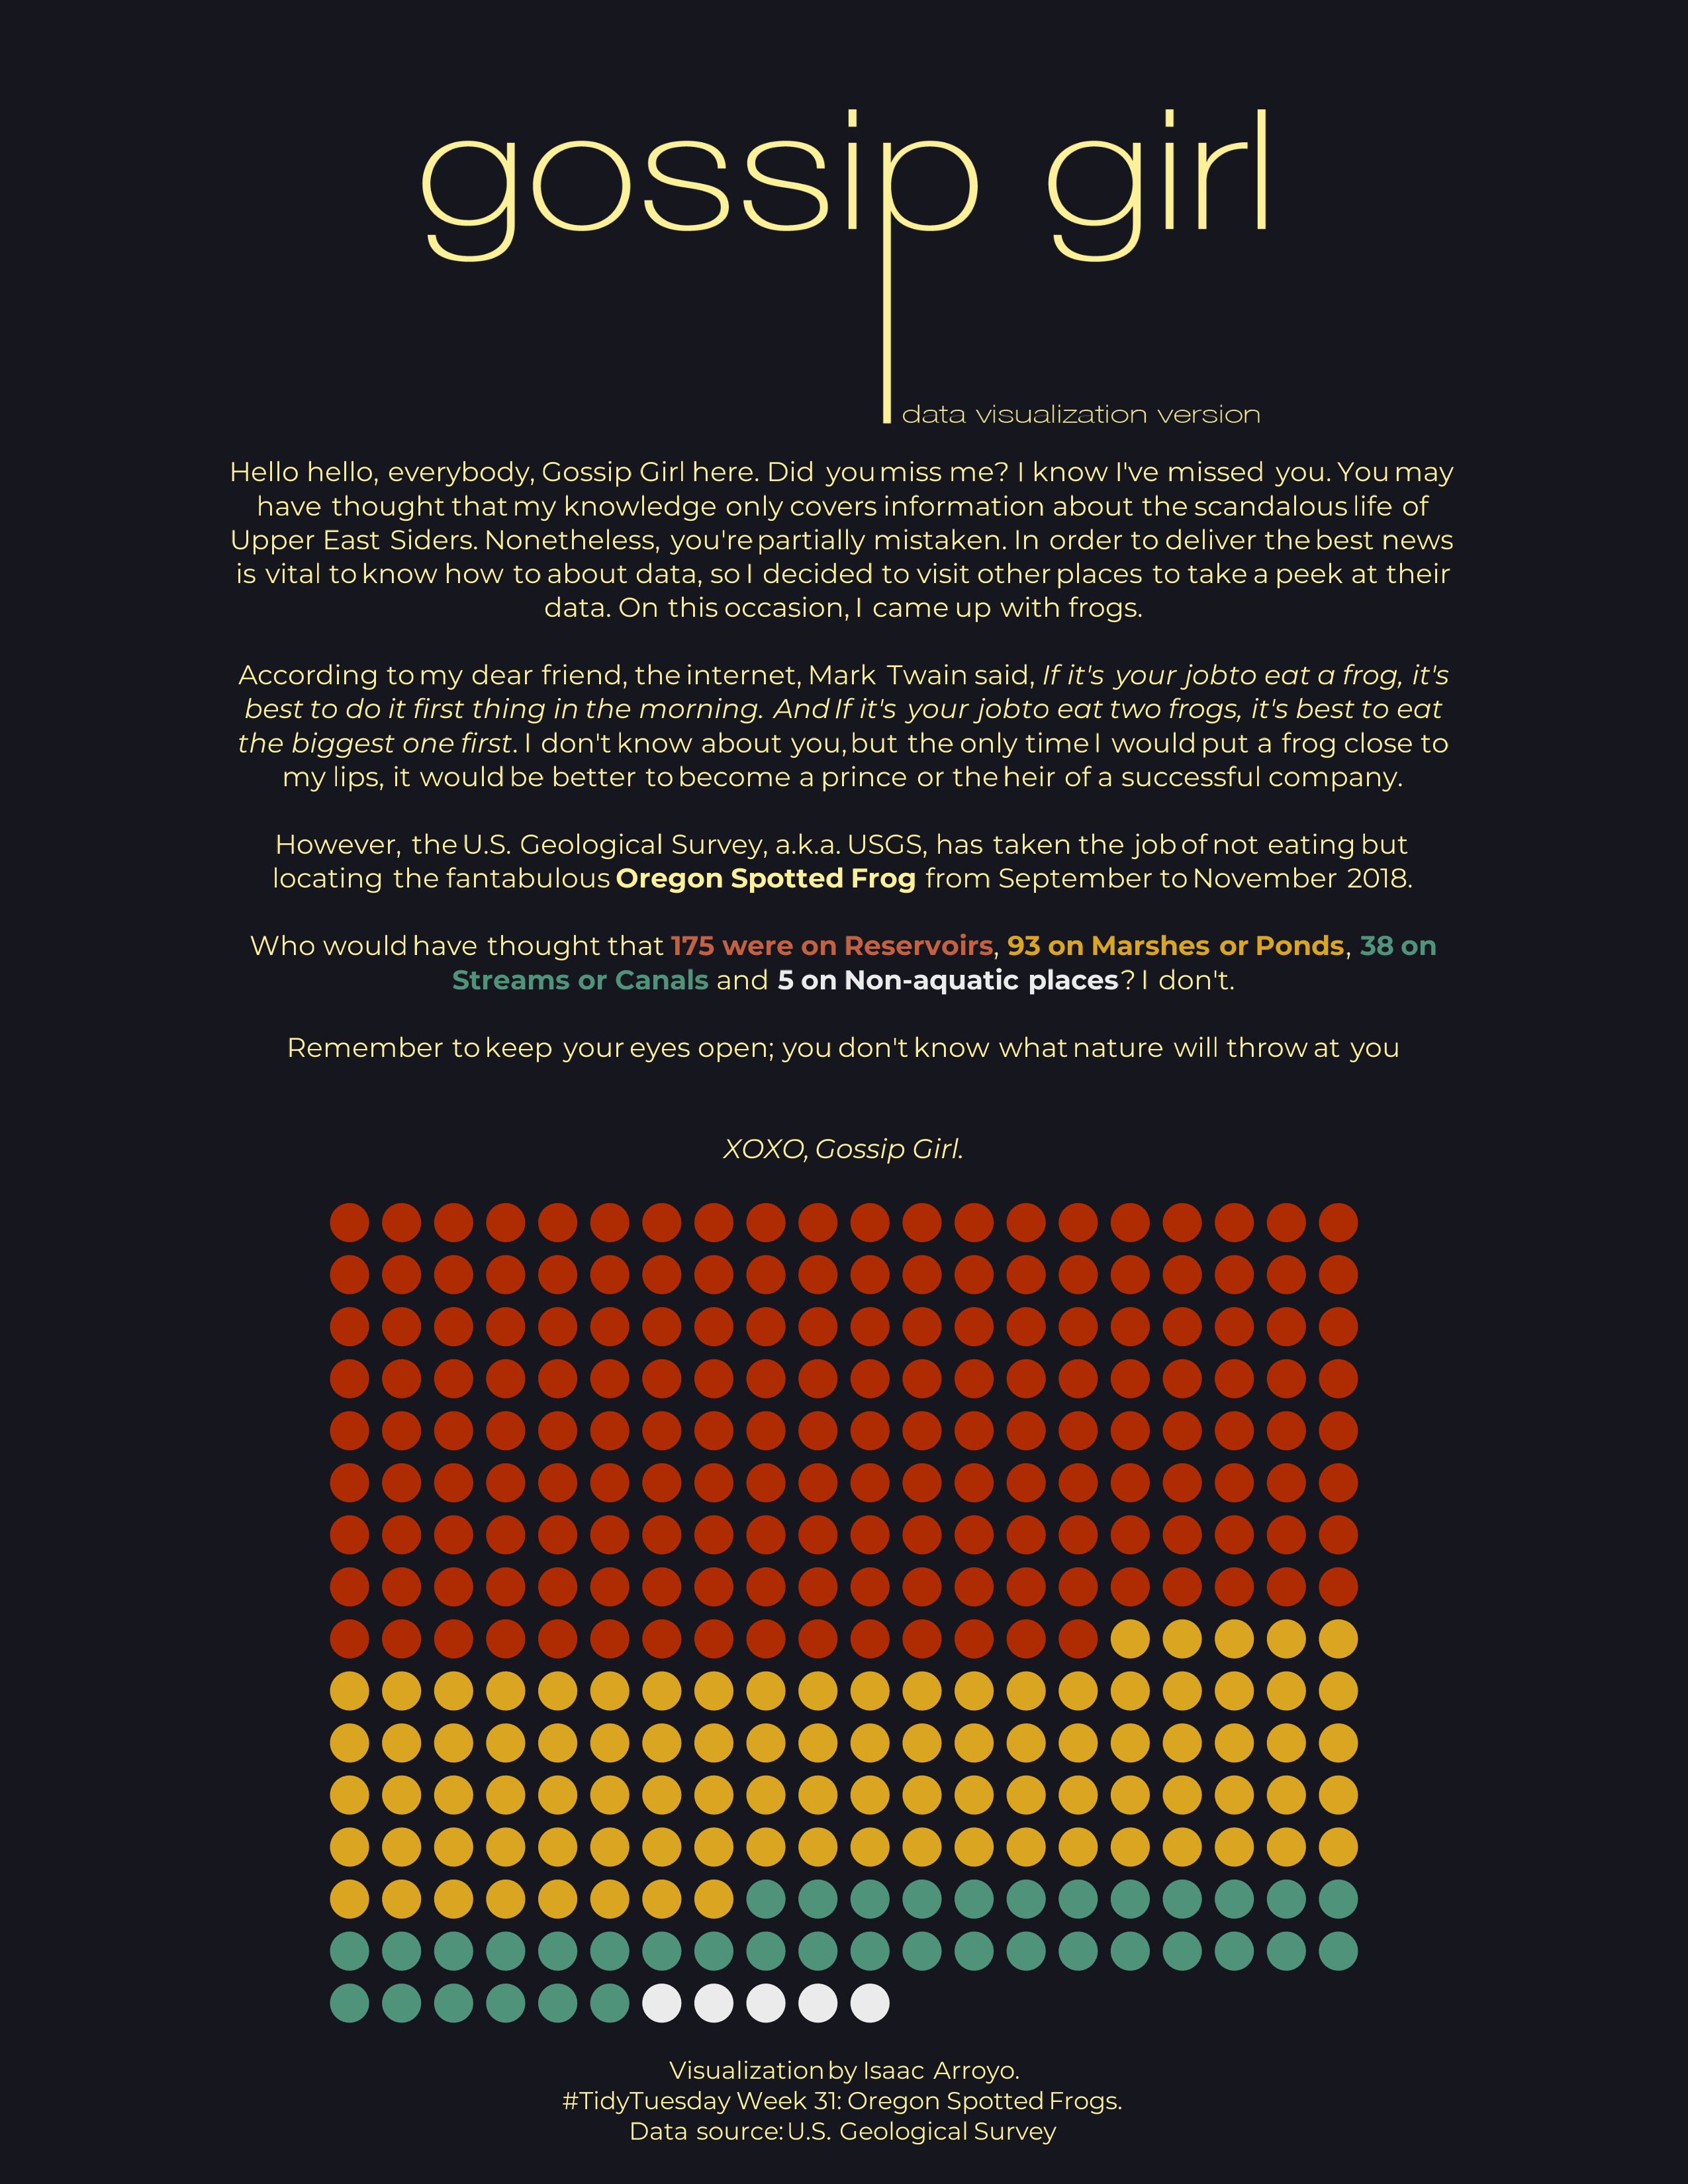 gossip girl
data visualization version
Hello hello, everybody, Gossip Girl here. Did you miss me? I know I've missed you. You may
have thought that my knowledge only covers information about the scandalous life of
Upper East Siders. Nonetheless, you're partially mistaken. In order to deliver the best news
is vital to know how to about data, so I decided to visit other places to take a peek at their
data. On this occasion, I came up with frogs.
According to my dear friend, the internet, Mark Twain said, If it's your job to eat a frog, it's
best to do it first thing in the morning. And If it's your job to eat two frogs, it's best to eat
the biggest one first. I don't know about you, but the only time I would put a frog close to
my lips, it would be better to become a prince or the heir of a successful company.
However, the U.S. Geological Survey, a.k.a. USGS, has taken the job of not eating but
locating the fantabulous Oregon Spotted Frog from September to November 2018.
Who would have thought that 175 were on Reservoirs, 93 on Marshes or Ponds, 38 on
Streams or Canals and 5 on Non-aquatic places? I don't.
Remember to keep your eyes open; you don't know what nature will throw at you
XOXO, Gossip Girl.
Visualization by Isaac Arroyo.
#TidyTuesday Week 31: Oregon Spotted Frogs.
Data source: U.S. Geological Survey